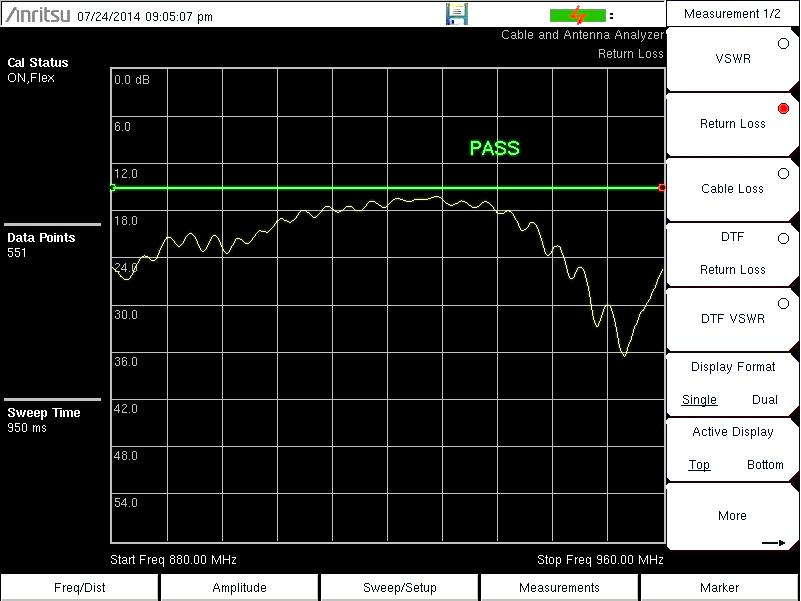 Anritsu 07/24/2014 09:05:07 pm
Measurement 1/2
Cable and Antenna Analyzer
Return Loss
Cal Status
ON,Flex
Data Points
551
Sweep Time
950 ms
0.0 dB
6.0
12.0
18.0
24.0
30.0
36.0
42.0
48.0
54.0
PASS
Start Freq 880.00 MHz
Stop Freq 960.00 MHz
VSWR
Return Loss
Cable Loss
DTF
Return Loss
DTF VSWR
Display Format
Single Dual
Active Display
Top Bottom
More
Freq/Dist Amplitude Sweep/Setup Measurements Marker